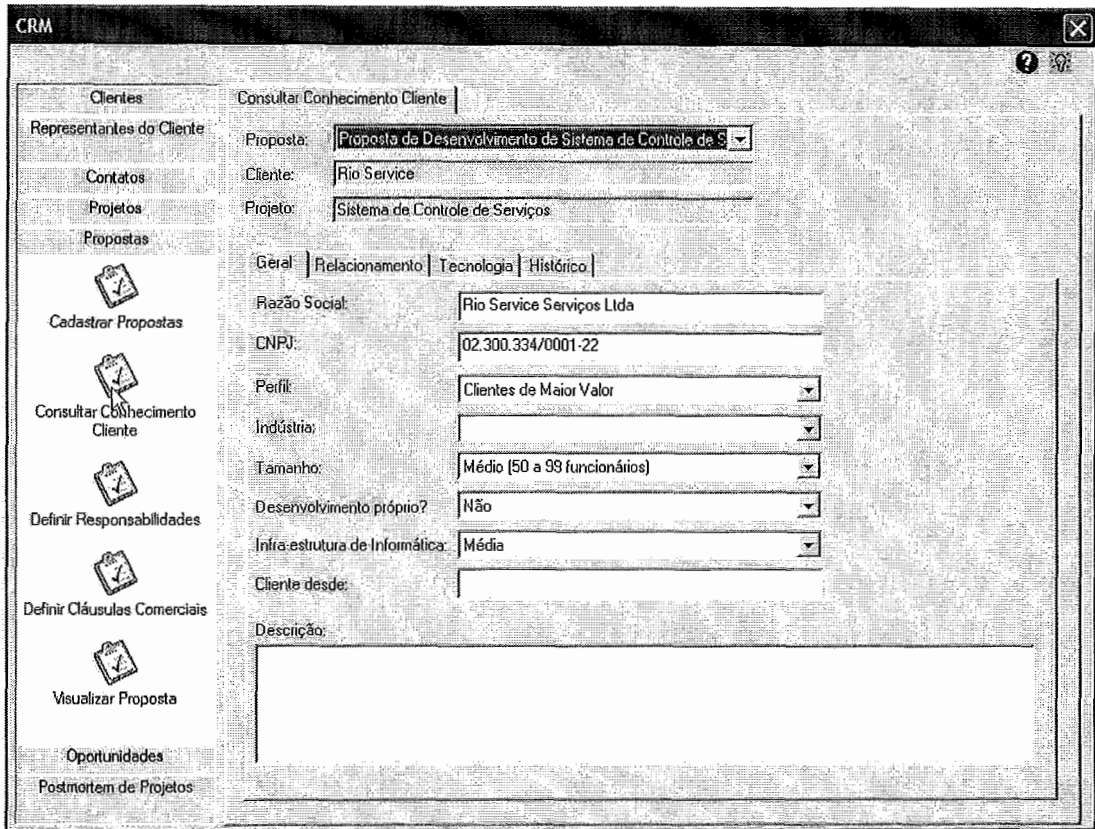 CRM
Clientes
Representantes do Cliente
Contatos
Projetos
Propostas
Cadastrar Propostas
Consultar Conhecimento
Cliente
Definir Responsabilidades
Definir Cláusulas Comerciais
Visualizar Proposta
Oportunidades
Postmortem de Projetos
Consultar Conhecimento Cliente
Proposta: Proposta de Desenvolvimento de Sistema de Controle de S
Cliente: Rio Service
Projeto: Sistema de Controle de Serviços
Geral Relacionamento Tecnologia Histórico
Razão Social: Rio Service Serviços Ltda
CNPJ: 02.300.334/0001-22
Perfil: Clientes de Maior Valor
Indústria:
Tamanho: Médio (50 a 99 funcionários)
Desenvolvimento próprio? Não
Infra-estrutura de Informática: Média
Cliente desde:
Descrição: